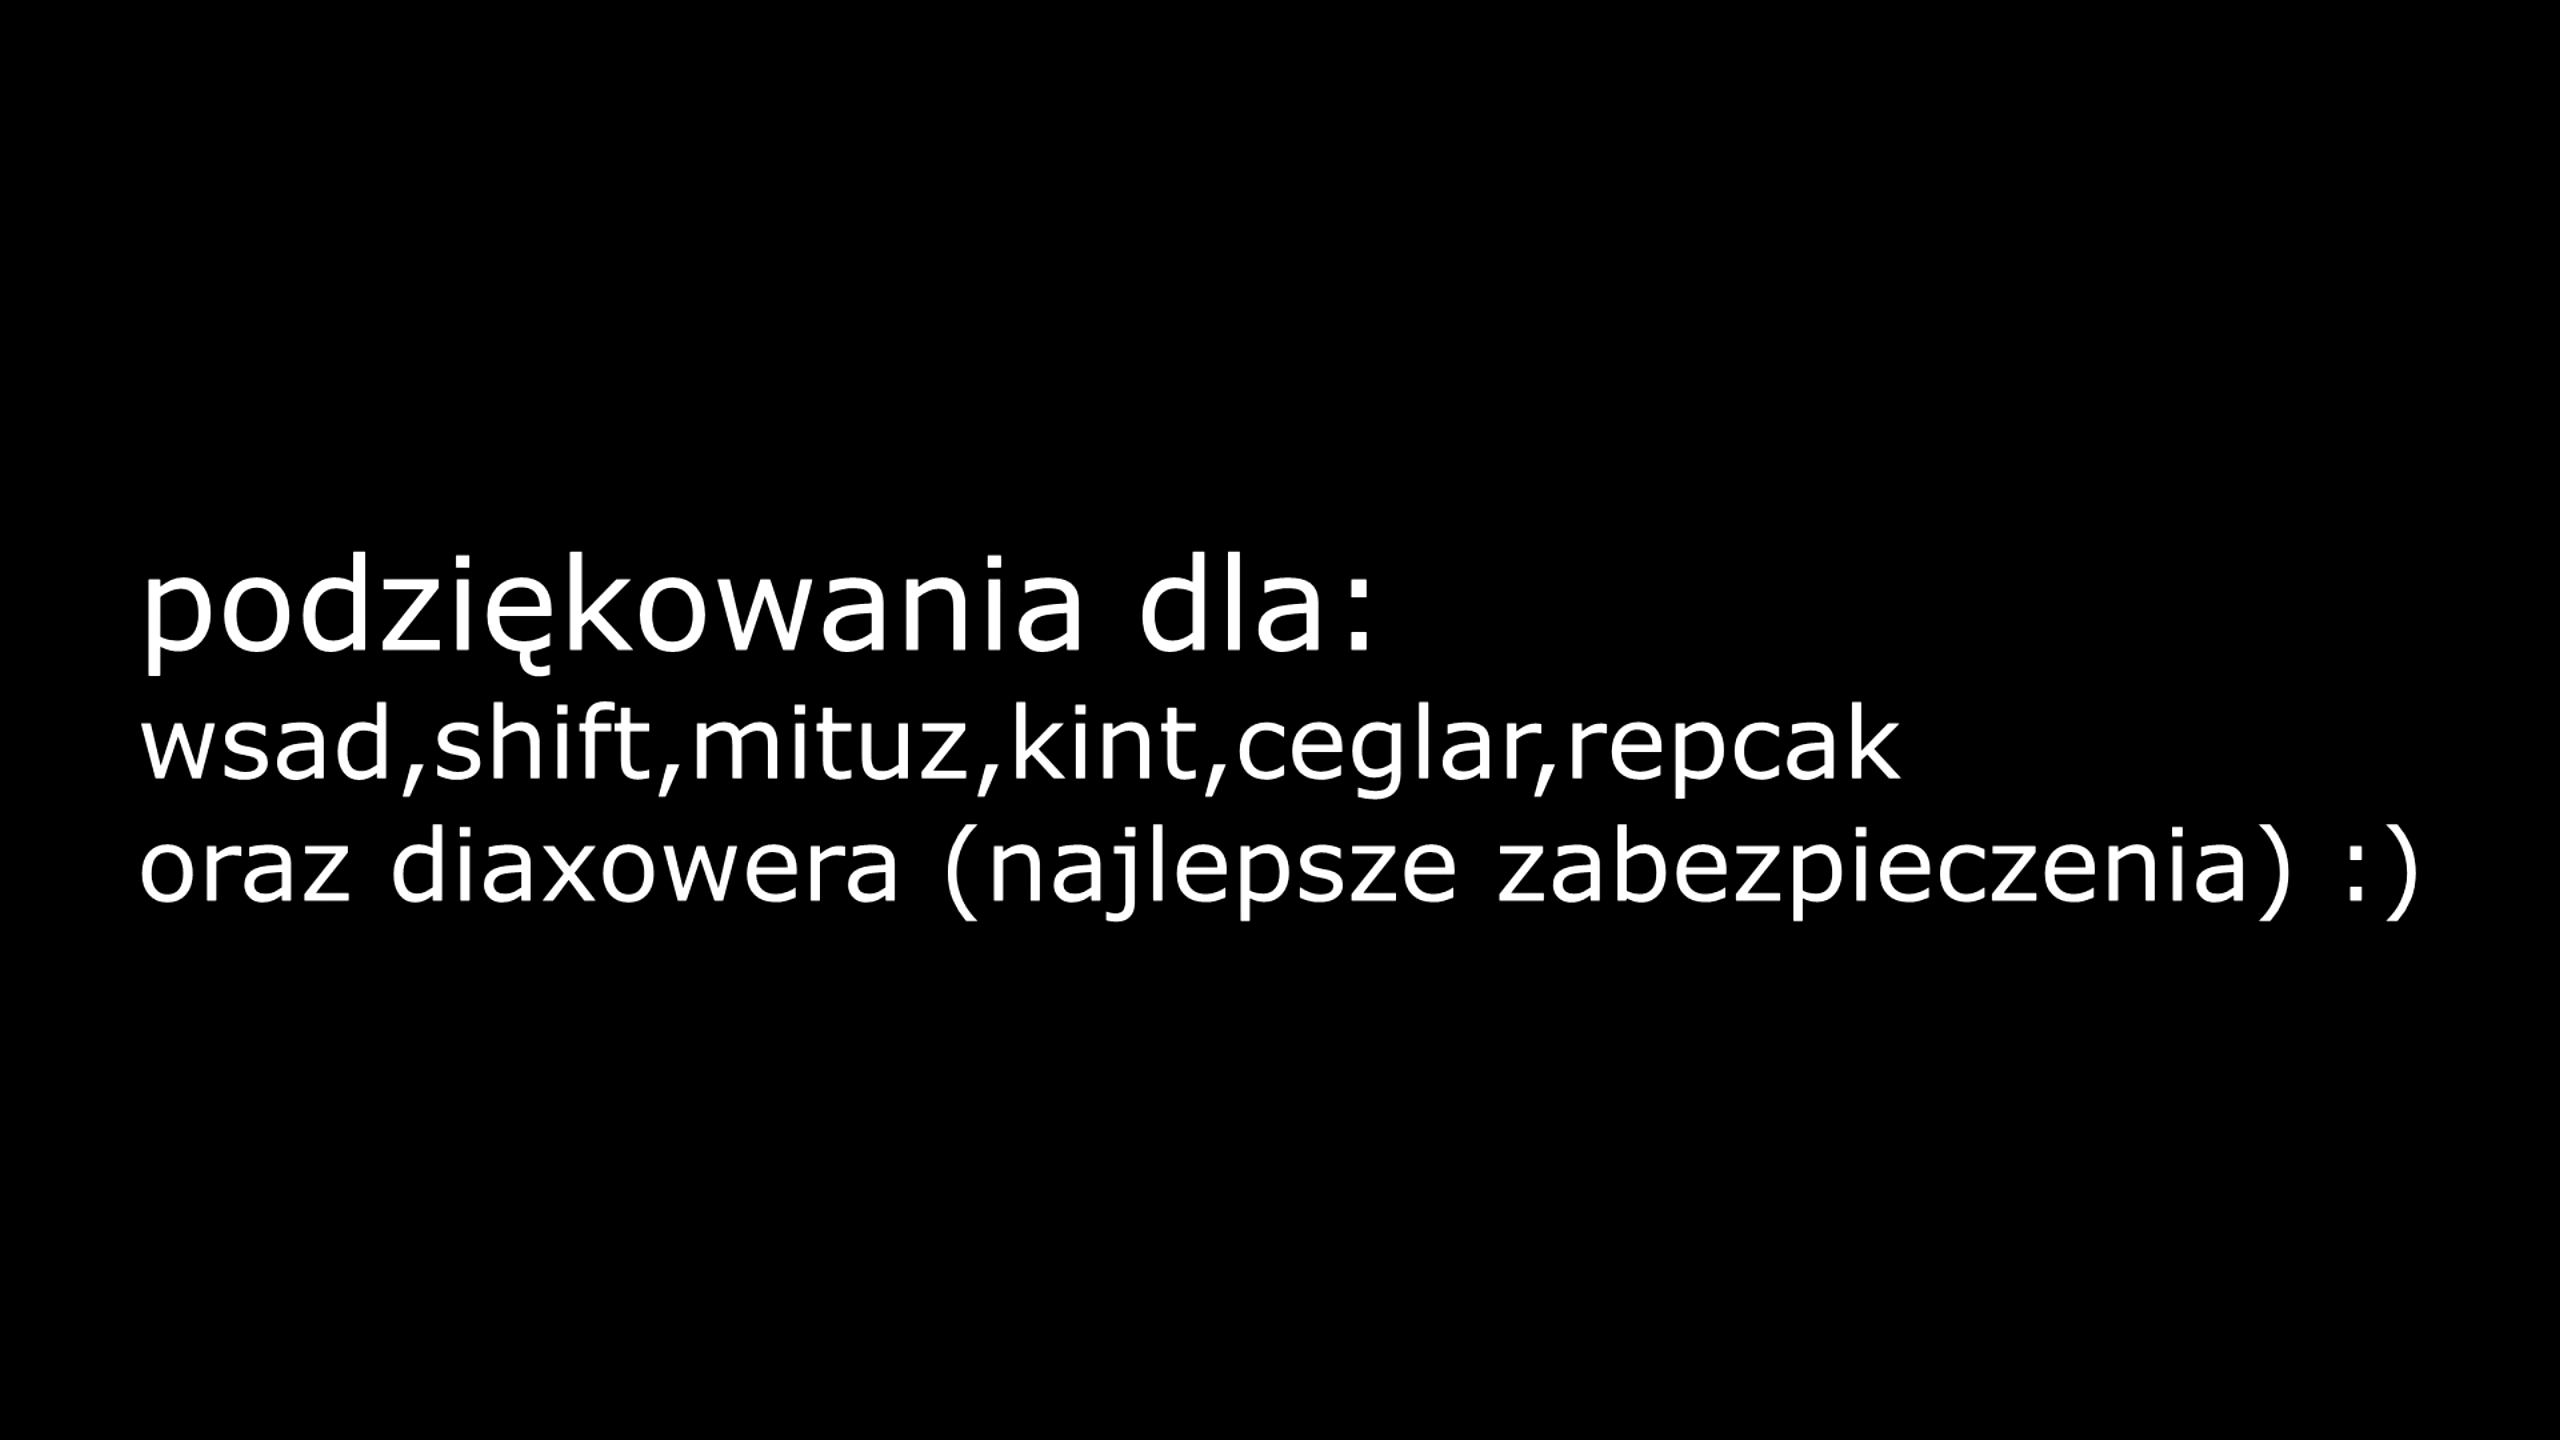 podziękowania dla:
wsad,shift,mituz,kint,ceglar,repcak
oraz diaxowera (najlepsze zabezpieczenia) :)